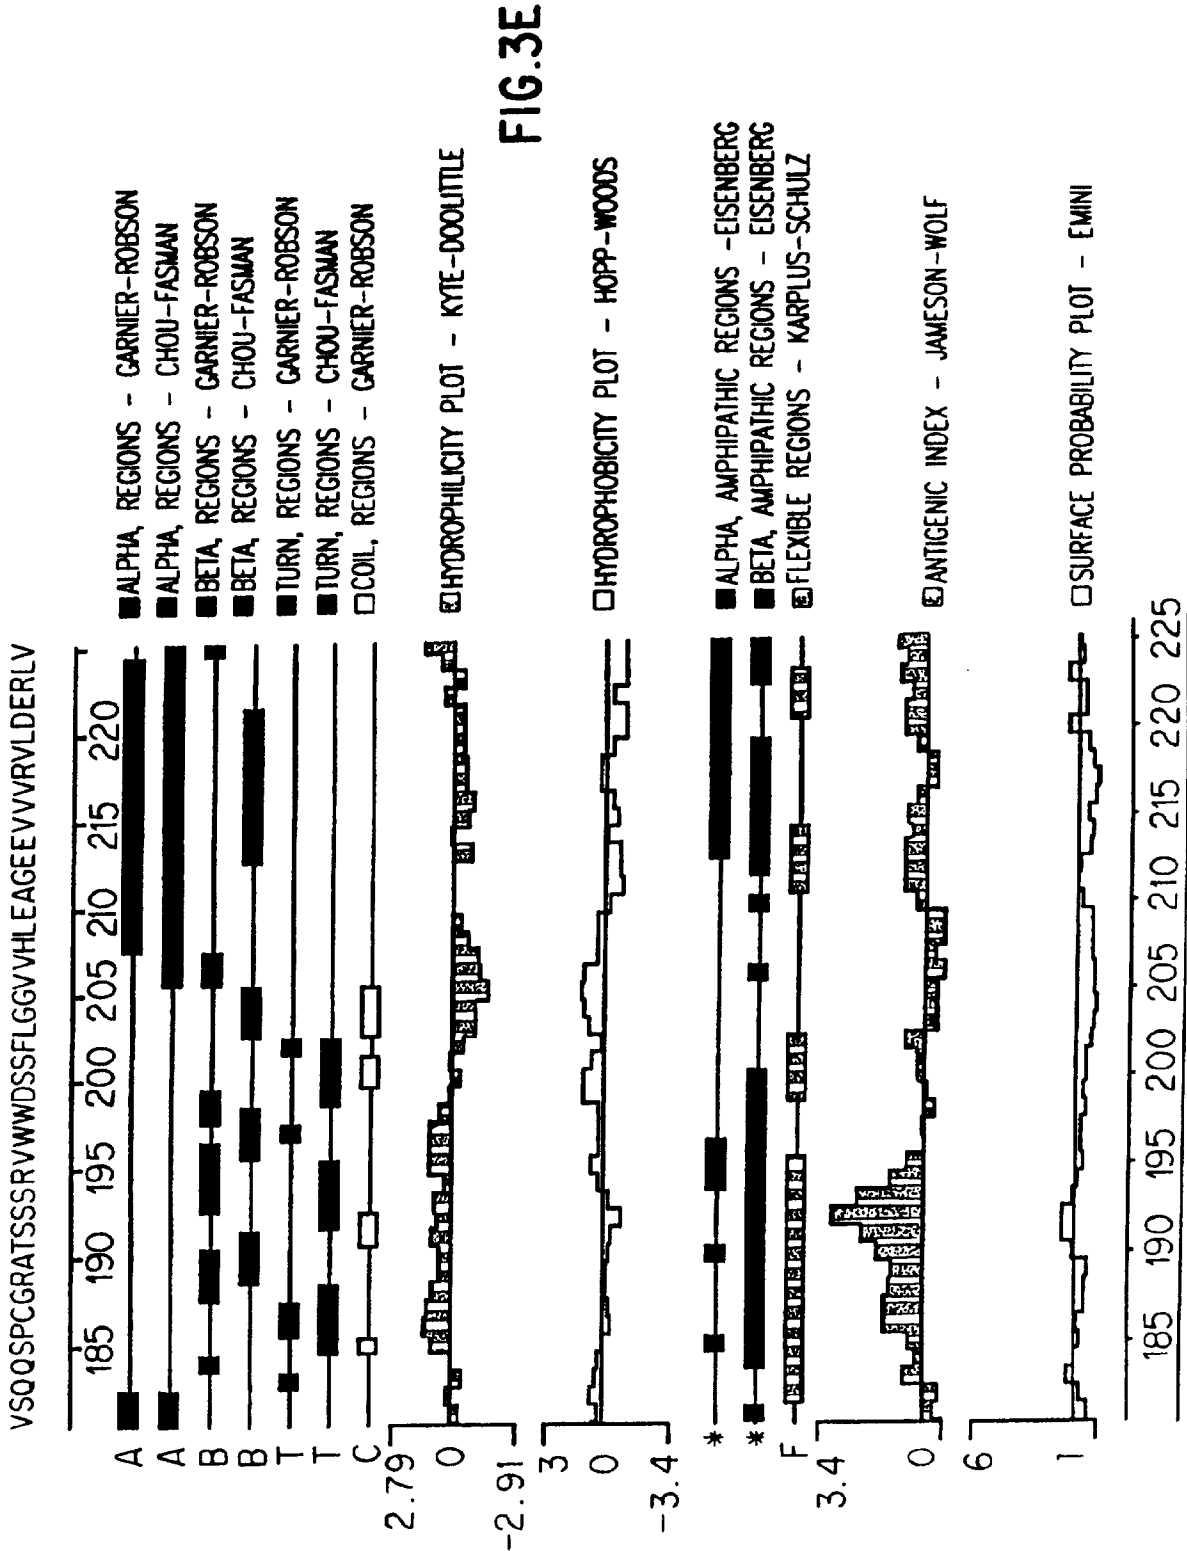 VSQQSPCGRATSSSRVWWDSSFLGGVVHLEAGEEVVVRVLDERLV
185 190 195 200 205 210 215 220
A ALPHA, REGIONS - GARNIER-ROBSON
A ALPHA, REGIONS - CHOU-FASMAN
B BETA, REGIONS - GARNIER-ROBSON
B BETA, REGIONS - CHOU-FASMAN
T TURN, REGIONS - GARNIER-ROBSON
T TURN, REGIONS - CHOU-FASMAN
C COIL, REGIONS - GARNIER-ROBSON
2.79
0 HYDROPHILICITY PLOT - KYTE-DOOLITTLE
-2.91
FIG.3E
3
0 HYDROPHOBICITY PLOT - HOPP-WOODS
-3.4
* ALPHA, AMPHIPATHIC REGIONS -EISENBERG
* BETA, AMPHIPATHIC REGIONS - EISENBERG
F FLEXIBLE REGIONS - KARPLUS-SCHULZ
3.4
0 ANTIGENIC INDEX - JAMESON-WOLF
6
1 SURFACE PROBABILITY PLOT - EMINI
185 190 195 200 205 210 215 220 225